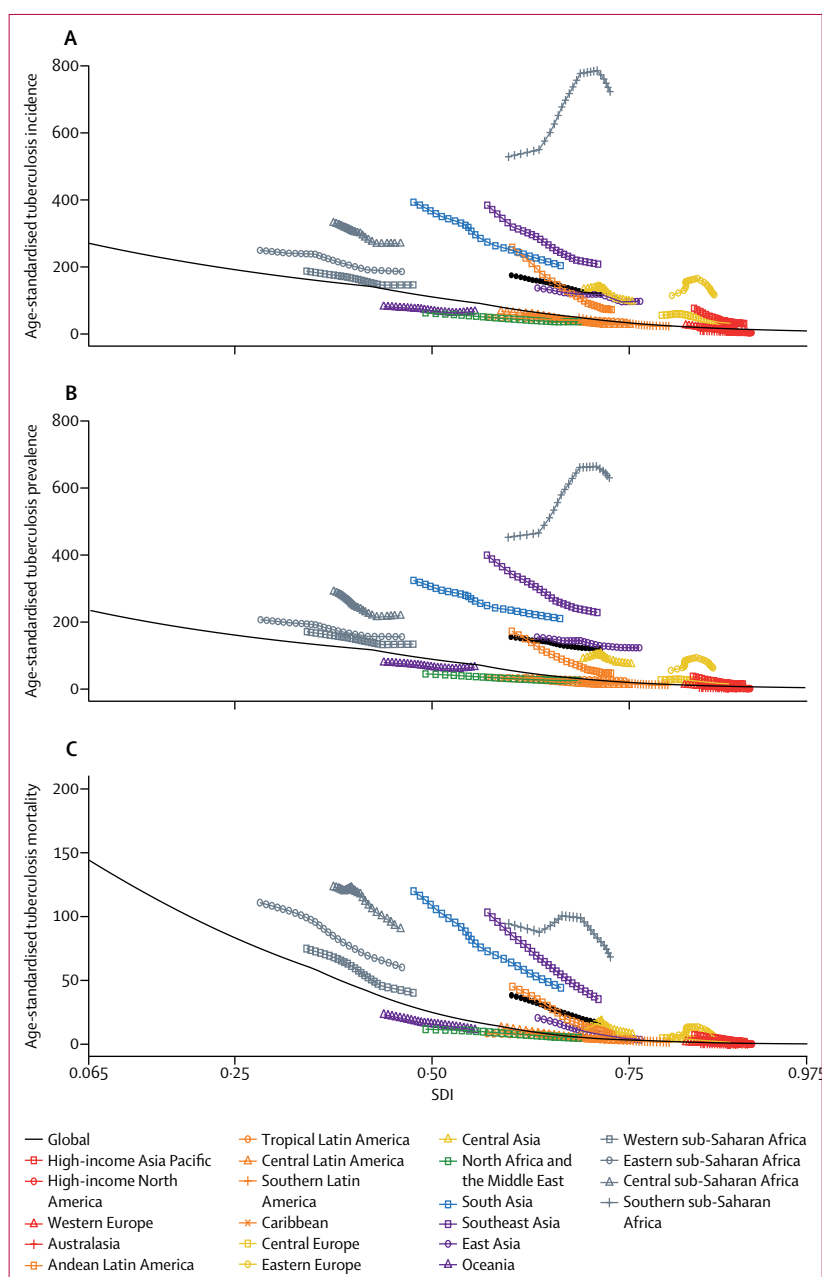 A
Age-standardised tuberculosis incidence
800
600
400
200
0
B
Age-standardised tuberculosis prevalence
800
600
400
200
0
C
Age-standardised tuberculosis mortality
200
150
100
50
0
0·065
0·25
0·50
0·75
0·975
SDI
Global
High-income Asia Pacific
High-income North
America
Western Europe
Australasia
Andean Latin America
Tropical Latin America
Central Latin America
Southern Latin
America
Caribbean
Central Europe
Eastern Europe
Central Asia
North Africa and
the Middle East
South Asia
Southeast Asia
East Asia
Oceania
Western sub-Saharan Africa
Eastern sub-Saharan Africa
Central sub-Saharan Africa
Southern sub-Saharan
Africa